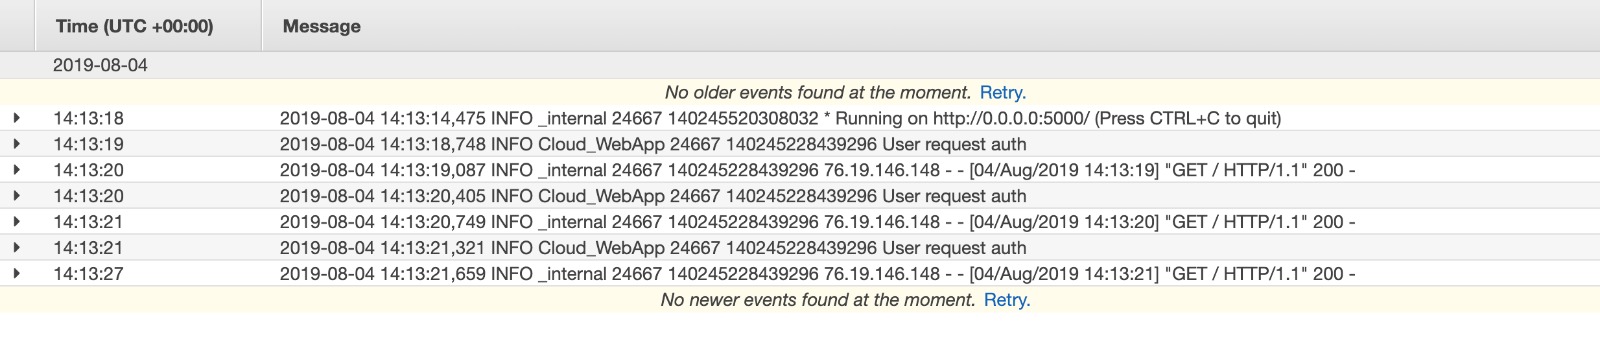 Time (UTC +00:00) Message
2019-08-04
No older events found at the moment. Retry.
14:13:18 2019-08-04 14:13:14,475 INFO _internal 24667 140245520308032 * Running on http://0.0.0.0:5000/ (Press CTRL+C to quit)
14:13:19 2019-08-04 14:13:18,748 INFO Cloud_WebApp 24667 140245228439296 User request auth
14:13:20 2019-08-04 14:13:19,087 INFO _internal 24667 140245228439296 76.19.146.148 - - [04/Aug/2019 14:13:19] "GET / HTTP/1.1" 200 -
14:13:20 2019-08-04 14:13:20,405 INFO Cloud_WebApp 24667 140245228439296 User request auth
14:13:21 2019-08-04 14:13:20,749 INFO _internal 24667 140245228439296 76.19.146.148 - - [04/Aug/2019 14:13:20] "GET / HTTP/1.1" 200 -
14:13:21 2019-08-04 14:13:21,321 INFO Cloud_WebApp 24667 140245228439296 User request auth
14:13:27 2019-08-04 14:13:21,659 INFO _internal 24667 140245228439296 76.19.146.148 - - [04/Aug/2019 14:13:21] "GET / HTTP/1.1" 200 -
No newer events found at the moment. Retry.